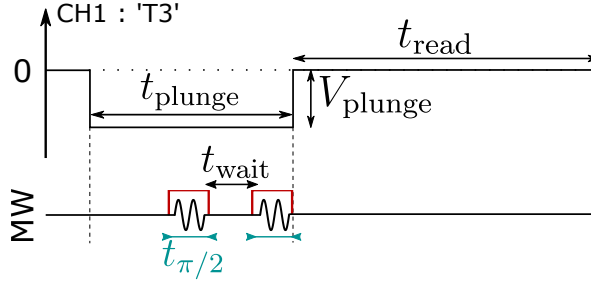 CH1 : 'T3'
t_read
0
t_plunge
V_plunge
t_wait
MW
t_π/2